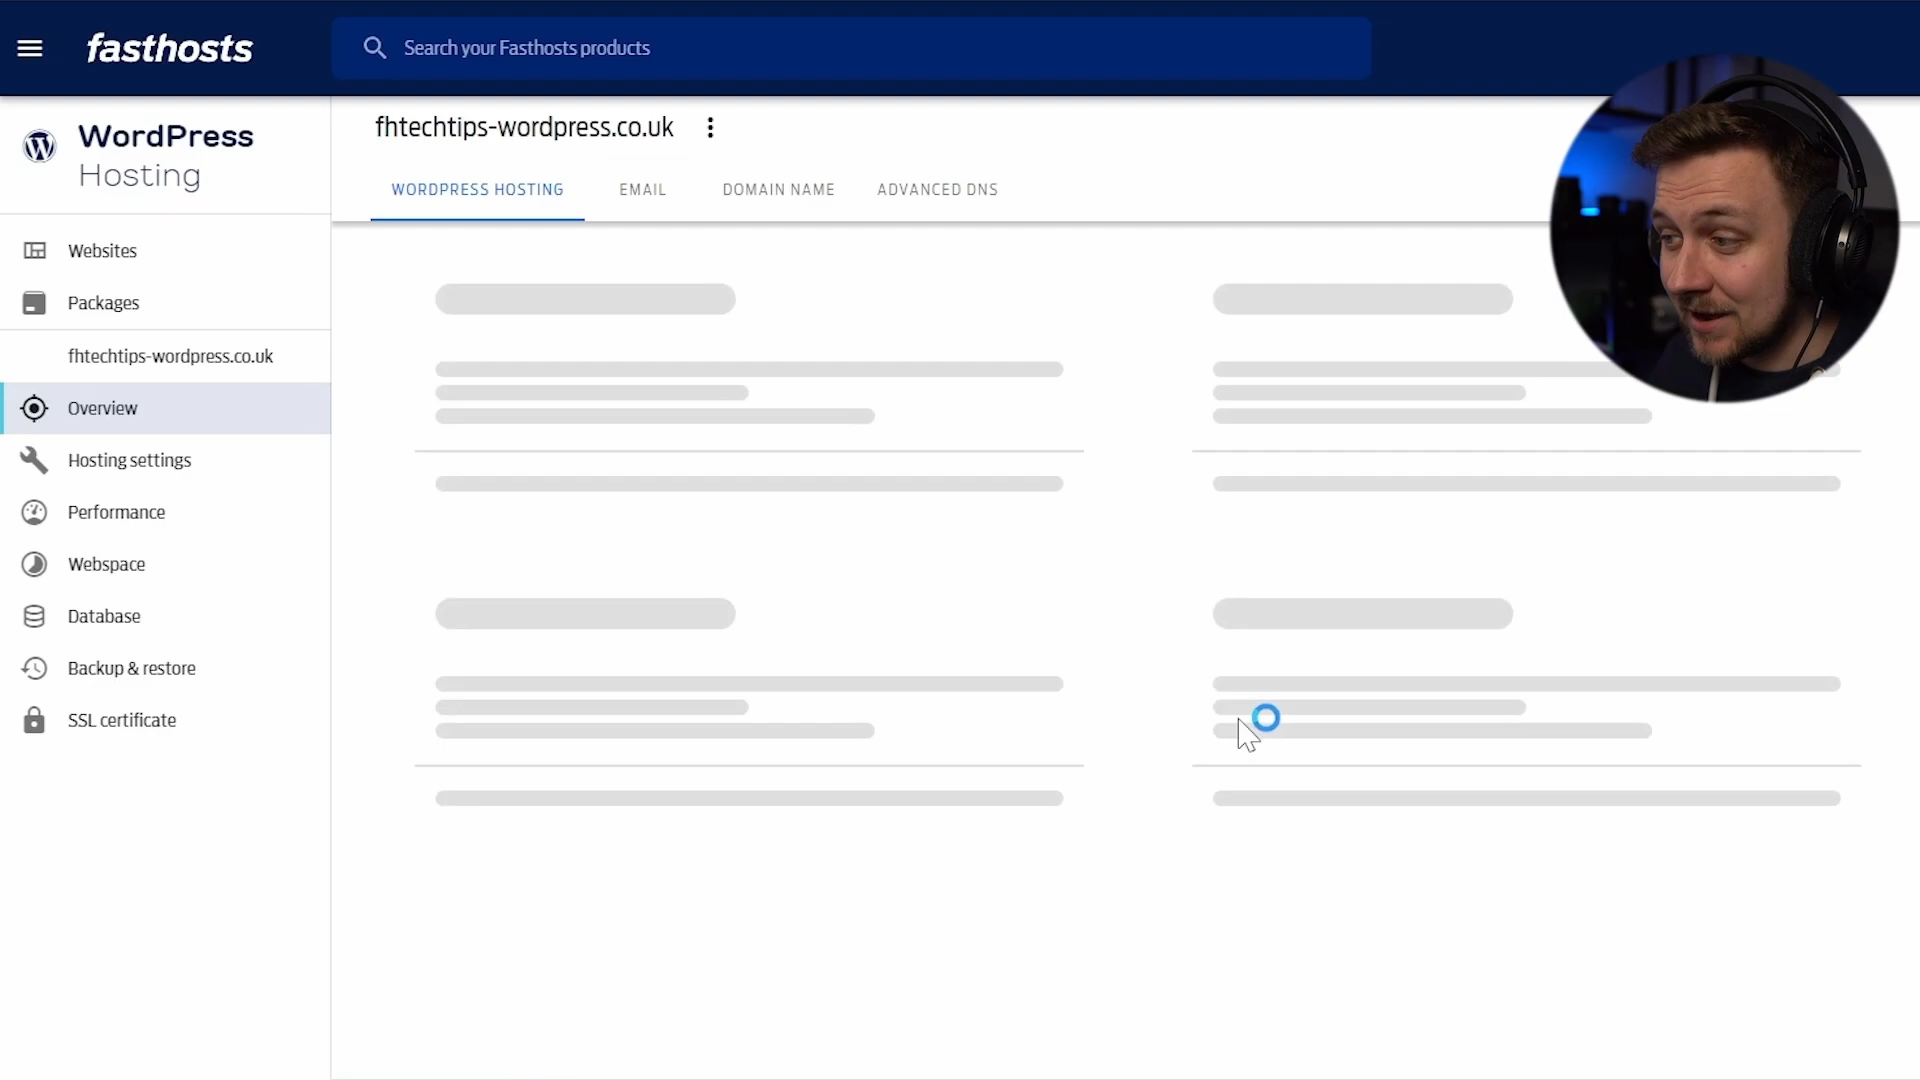 fasthosts
Search your Fasthosts products
WordPress
Hosting
fhtechtips-wordpress.co.uk
WORDPRESS HOSTING
EMAIL
DOMAIN NAME
ADVANCED DNS
Websites
Packages
fhtechtips-wordpress.co.uk
Overview
Hosting settings
Performance
Webspace
Database
Backup & restore
SSL certificate